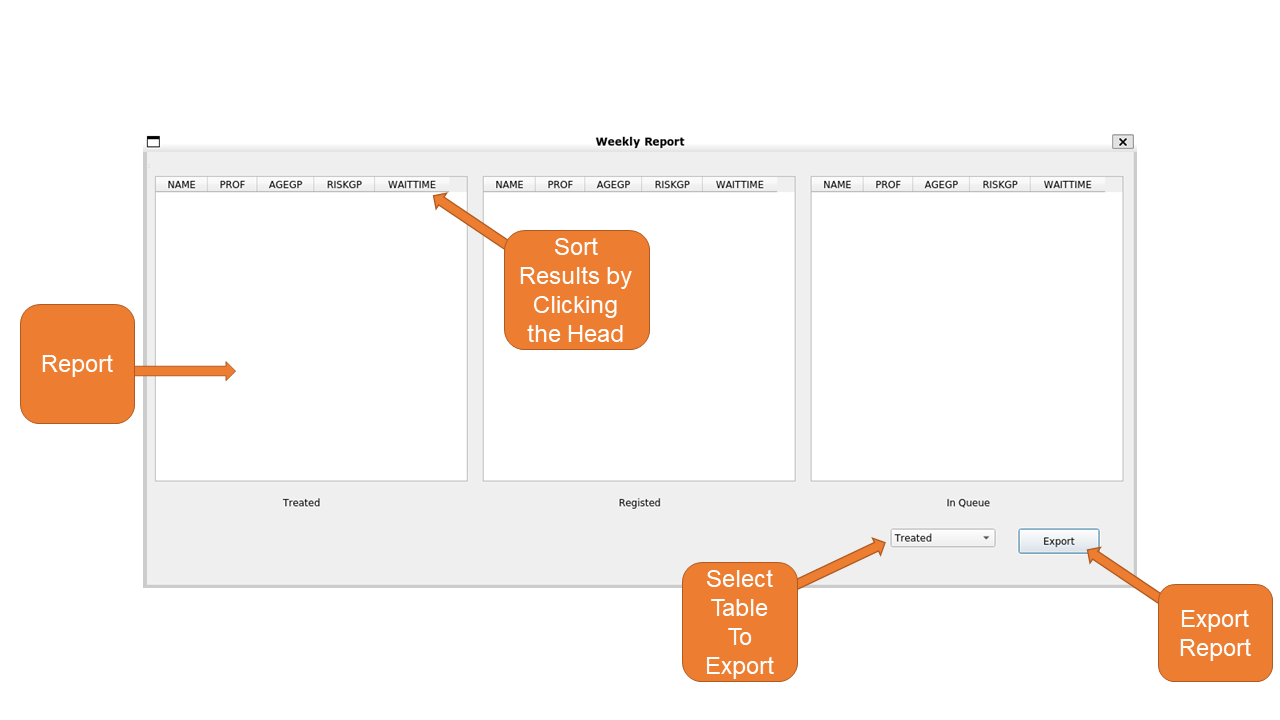 Weekly Report
NAME PROF AGEGP RISKGP WAITTIME
NAME PROF AGEGP RISKGP WAITTIME
NAME PROF AGEGP RISKGP WAITTIME
Sort
Results by
Clicking
the Head
Report
Treated
Registed
In Queue
Treated
Export
Select
Table
To
Export
Export
Report